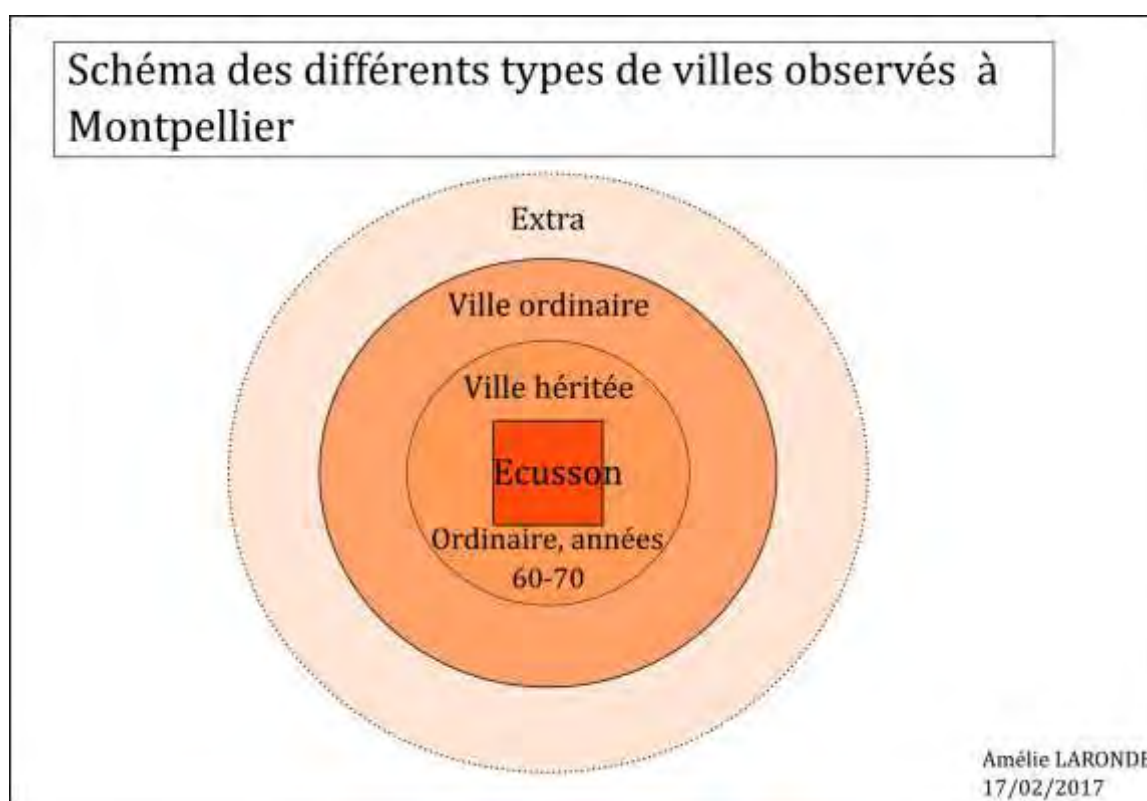 Schéma des différents types de villes observés à
Montpellier
Extra
Ville ordinaire
Ville héritée
Ecusson
Ordinaire, années
60-70
Amélie LARONDE
17/02/2017